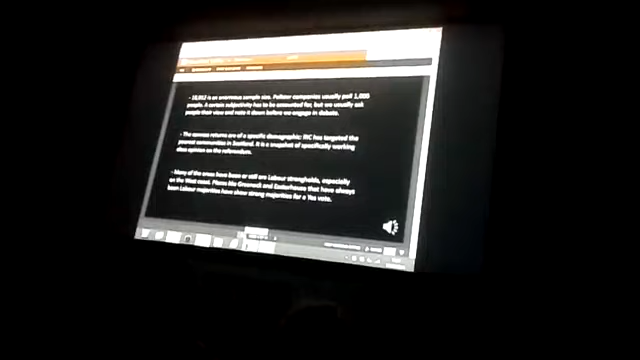 - 18,012 is an enormous sample size. Pollster companies usually poll 1,000
people. A certain subjectivity has to be accounted for, but we usually ask
people their view and note it down before we engage in debate.
- The canvass returns are of a specific demographic: RIC has targeted the
poorest communities in Scotland. It is a snapshot of specifically working
class opinion on the referendum.
- Many of the areas have been or still are Labour strongholds, especially
on the West coast. Places like Greenock and Easterhouse that have always
been Labour majorities have show strong majorities for a Yes vote.